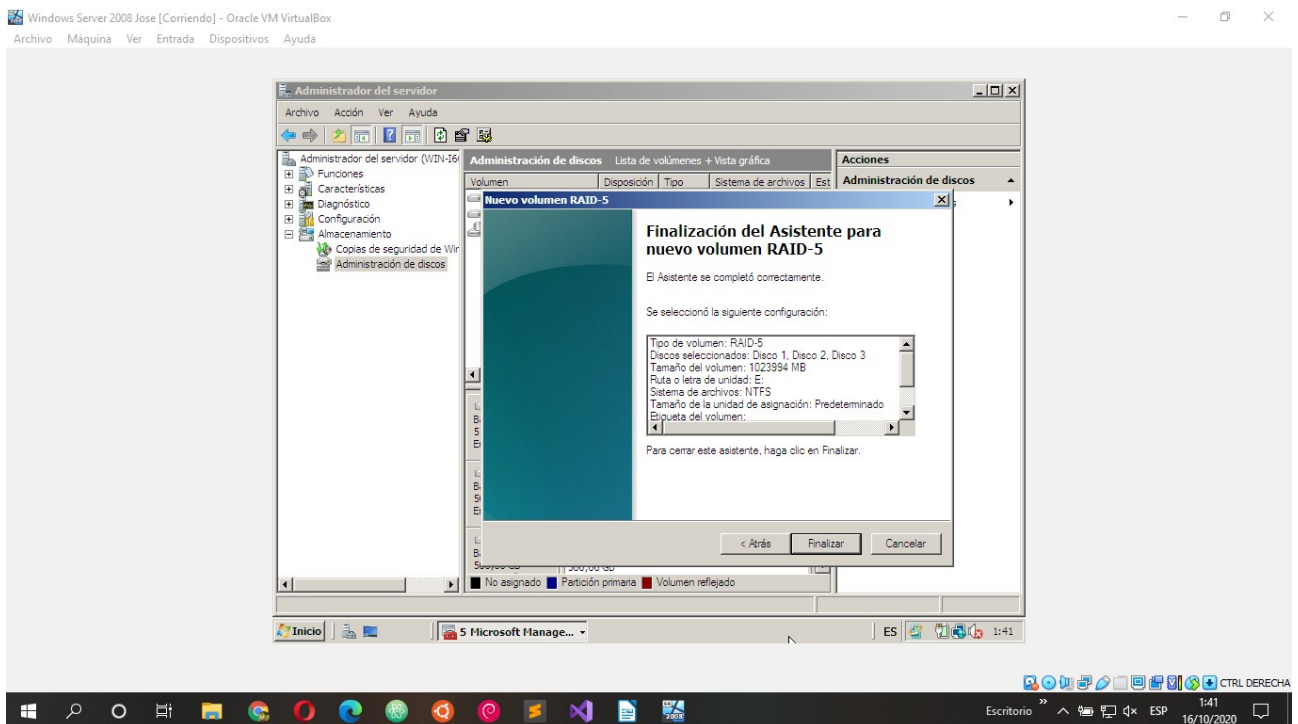 Windows Server 2008 Jose [Corriendo] - Oracle VM VirtualBox
Archivo Máquina Ver Entrada Dispositivos Ayuda
Administrador del servidor
Archivo Acción Ver Ayuda
Administrador del servidor (WIN-I6
Funciones
Características
Diagnóstico
Configuración
Almacenamiento
Copias de seguridad de Wir
Administración de discos
Administración de discos Lista de volúmenes + Vista gráfica
Volumen Disposición Tipo Sistema de archivos Est
Acciones
Administración de discos
Nuevo volumen RAID-5
Finalización del Asistente para
nuevo volumen RAID-5
El Asistente se completó correctamente.
Se seleccionó la siguiente configuración:
Tipo de volumen: RAID-5
Discos seleccionados: Disco 1, Disco 2, Disco 3
Tamaño del volumen: 1023994 MB
Ruta o letra de unidad: E:
Sistema de archivos: NTFS
Tamaño de la unidad de asignación: Predeterminado
Etiqueta del volumen:
Para cerrar este asistente, haga clic en Finalizar.
< Atrás Finalizar Cancelar
No asignado Partición primaria Volumen reflejado
Inicio 5 Microsoft Manage... ES 1:41
CTRL DERECHA
Escritorio ESP 1:41
16/10/2020